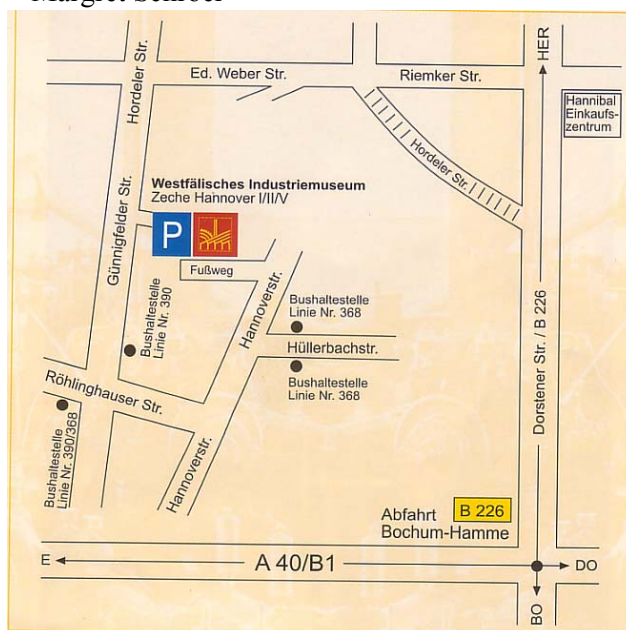 Margret Schroer
HER
Ed. Weber Str.
Riemker Str.
Hordeler Str.
Hannibal
Einkaufs-
zentrum
Hordeler Str.
Westfälisches Industriemuseum
Zeche Hannover I/II/V
P
Günnigfelder Str.
Fußweg
Hannoverstr.
Bushaltestelle
Linie Nr. 390
Bushaltestelle
Linie Nr. 368
Hüllerbachstr.
Bushaltestelle
Linie Nr. 368
Dorstener Str. / B 226
Röhlinghauser Str.
Bushaltestelle
Linie Nr. 390/368
Hannoverstr.
Abfahrt B 226
Bochum-Hamme
E
A 40/B1
DO
BO